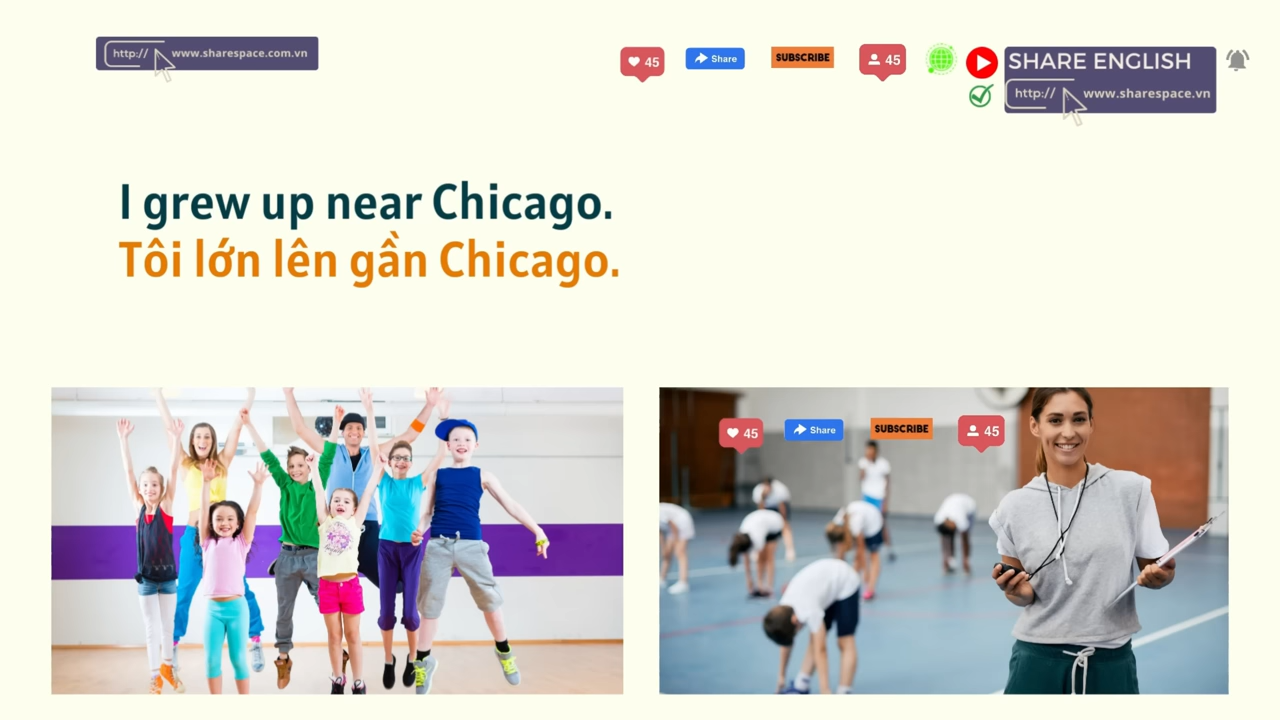 http:// www.sharespace.com.vn
45
Share
SUBSCRIBE
45
SHARE ENGLISH
http:// www.sharespace.vn
I grew up near Chicago.
Tôi lớn lên gần Chicago.
45
Share
SUBSCRIBE
45